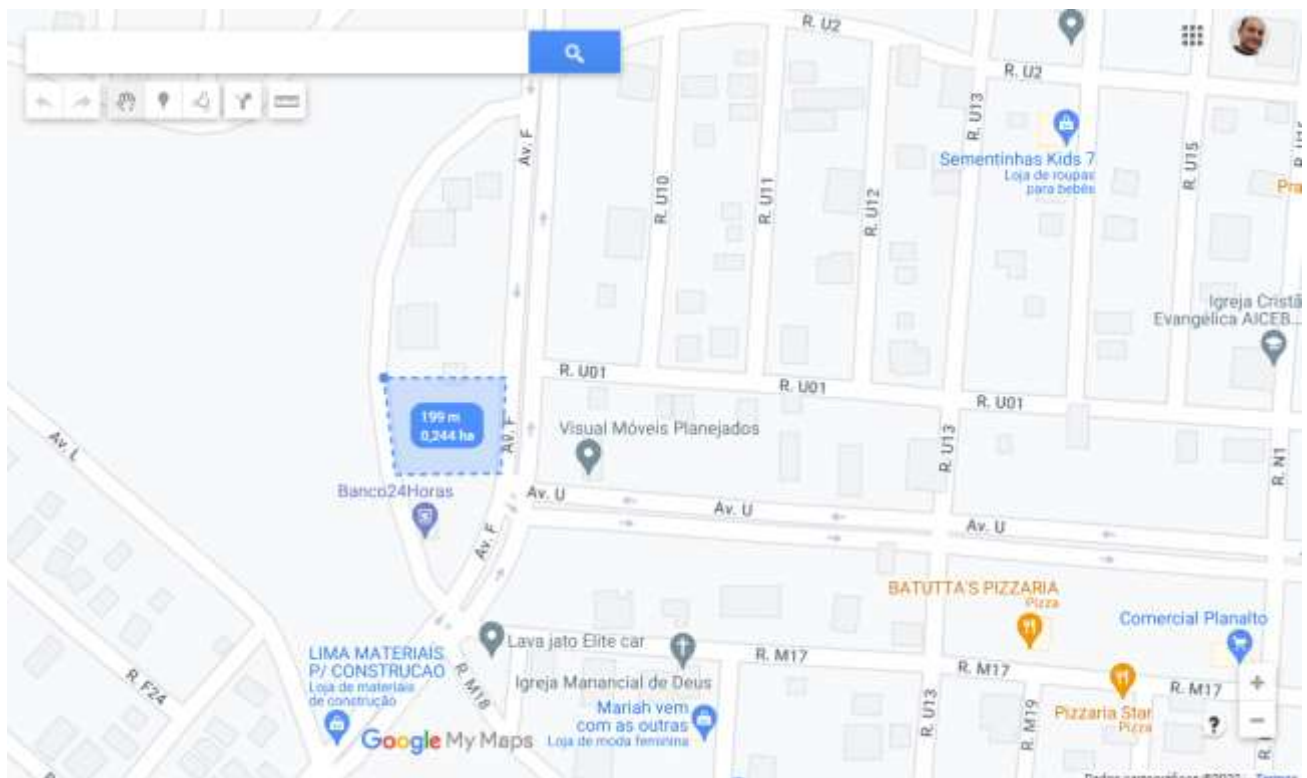 R. U2
R. U2
Av. F
R. U10
R. U11
R. U12
R. U13
R. U15
Sementinhas Kids 7
Loja de roupas
para bebês
Pra
Igreja Cristã
Evangélica AICEB...
R. U01
R. U01
R. U01
199 m
0,244 ha
Av. F
Visual Móveis Planejados
R. U13
R. N1
Av. L
Banco24Horas
Av. U
Av. U
Av. U
Av. F
BATUTTA'S PIZZARIA
Pizza
Comercial Planalto
Lava jato Elite car
LIMA MATERIAIS
P/ CONSTRUCAO
Loja de materiais
de construção
R. M18
R. M17
R. M17
Igreja Manancial de Deus
R. F24
Mariah vem
com as outras
Loja de moda feminina
R. U13
R. M19
Pizzaria Star
Pizza
Google My Maps